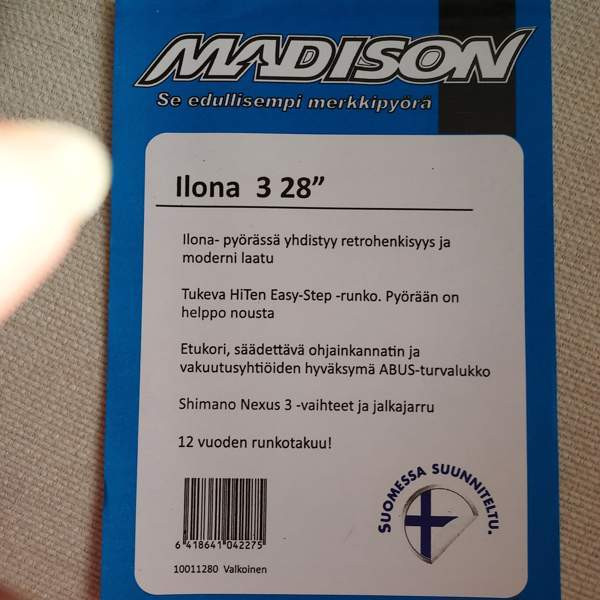 MADISON
Se edullisempi merkkipyörä
Ilona 3 28”
Ilona- pyörässä yhdistyy retrohenkisyys ja
moderni laatu
Tukeva HiTen Easy-Step -runko. Pyörään on
helppo nousta
Etukori, säädettävä ohjainkannatin ja
vakuutusyhtiöiden hyväksymä ABUS-turvalukko
Shimano Nexus 3 -vaihteet ja jalkajarru
12 vuoden runkotakuu!
SUOMESSA SUUNNITELTU.
6 418641 042275
10011280 Valkoinen